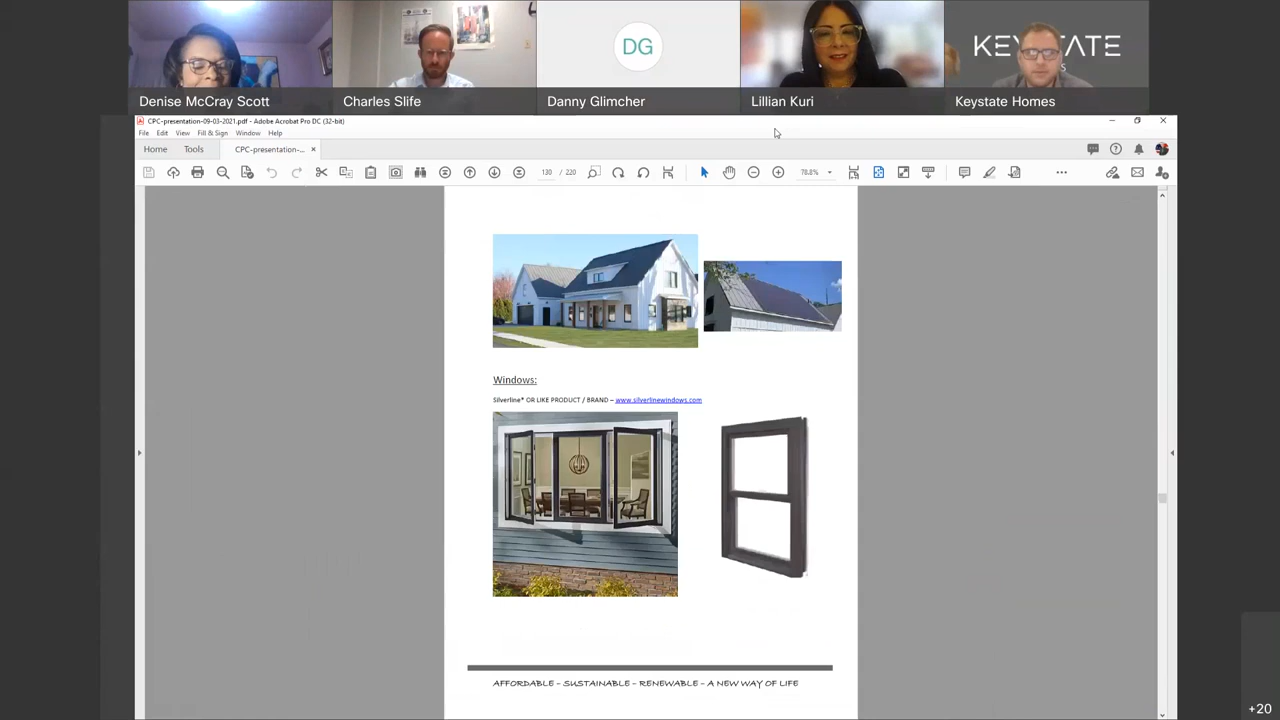 DG
KEYSTATE
Denise McCray Scott
Charles Slife
Danny Glimcher
Lillian Kuri
Keystate Homes
CPC-presentation-09-03-2021.pdf - Adobe Acrobat Pro DC (32-bit)
File Edit View Fill & Sign Window Help
Home Tools CPC-presentation-... ×
130 / 220 78.8%
Windows:
Silverline* OR LIKE PRODUCT / BRAND – www.silverlinewindows.com
AFFORDABLE – SUSTAINABLE – RENEWABLE – A NEW WAY OF LIFE
+20